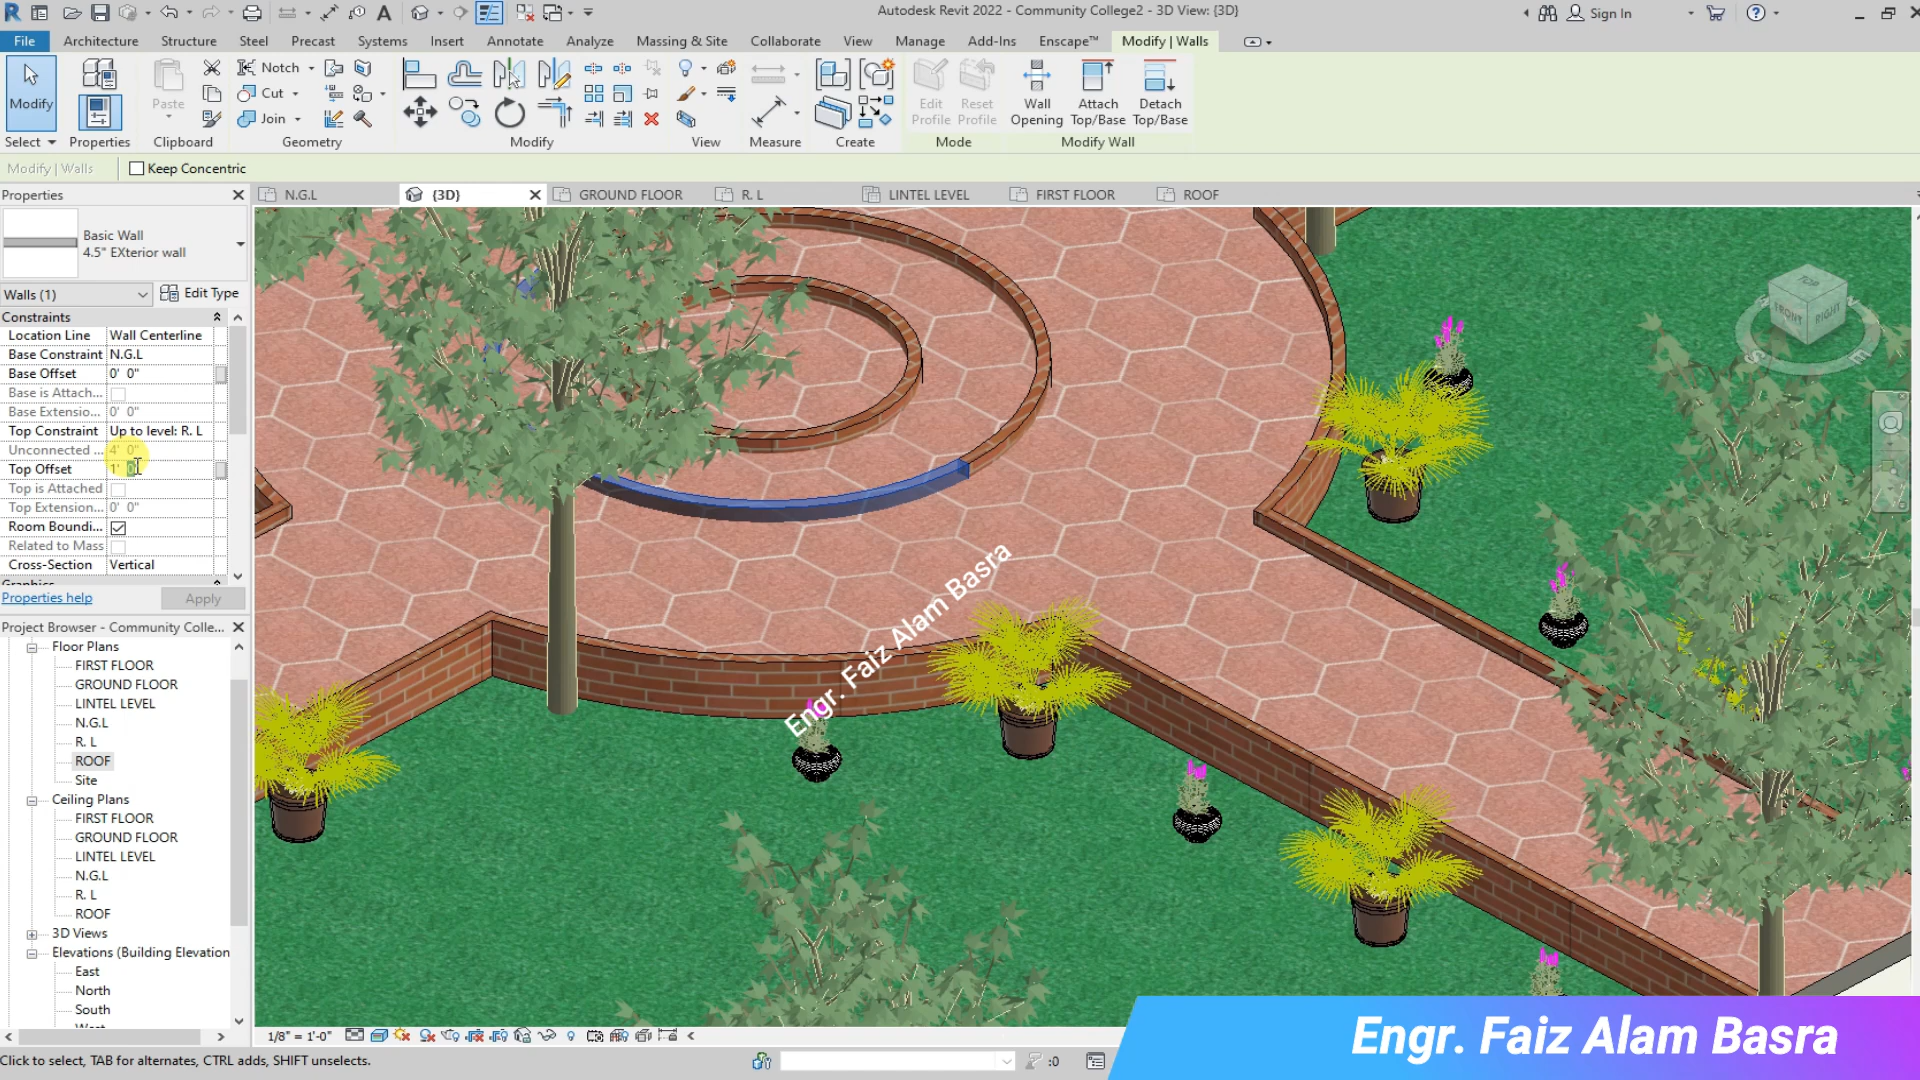 Autodesk Revit 2022 - Community College2 - 3D View: {3D}
Sign In
File Architecture Structure Steel Precast Systems Insert Annotate Analyze Massing & Site Collaborate View Manage Add-Ins Enscape™ Modify | Walls
Modify
Paste
Notch
Cut
Join
Edit Profile
Reset Profile
Wall Opening
Attach Top/Base
Detach Top/Base
Select Properties Clipboard Geometry Modify View Measure Create Mode Modify Wall
Modify | Walls Keep Concentric
Properties
N.G.L {3D} GROUND FLOOR R. L LINTEL LEVEL FIRST FLOOR ROOF
Basic Wall
4.5" EXterior wall
Walls (1) Edit Type
Constraints
Location Line Wall Centerline
Base Constraint N.G.L
Base Offset 0' 0"
Base is Attach...
Base Extensio... 0' 0"
Top Constraint Up to level: R. L
Unconnected ... 4' 0"
Top Offset 1' 0
Top is Attached
Top Extension... 0' 0"
Room Boundi...
Related to Mass
Cross-Section Vertical
Graphics
Properties help Apply
Project Browser - Community Colle...
Floor Plans
FIRST FLOOR
GROUND FLOOR
LINTEL LEVEL
N.G.L
R. L
ROOF
Site
Ceiling Plans
FIRST FLOOR
GROUND FLOOR
LINTEL LEVEL
N.G.L
R. L
ROOF
3D Views
Elevations (Building Elevation
East
North
South
West
TOP
FRONT
RIGHT
Engr. Faiz Alam Basra
1/8" = 1'-0"
Click to select, TAB for alternates, CTRL adds, SHIFT unselects.
:0
Engr. Faiz Alam Basra